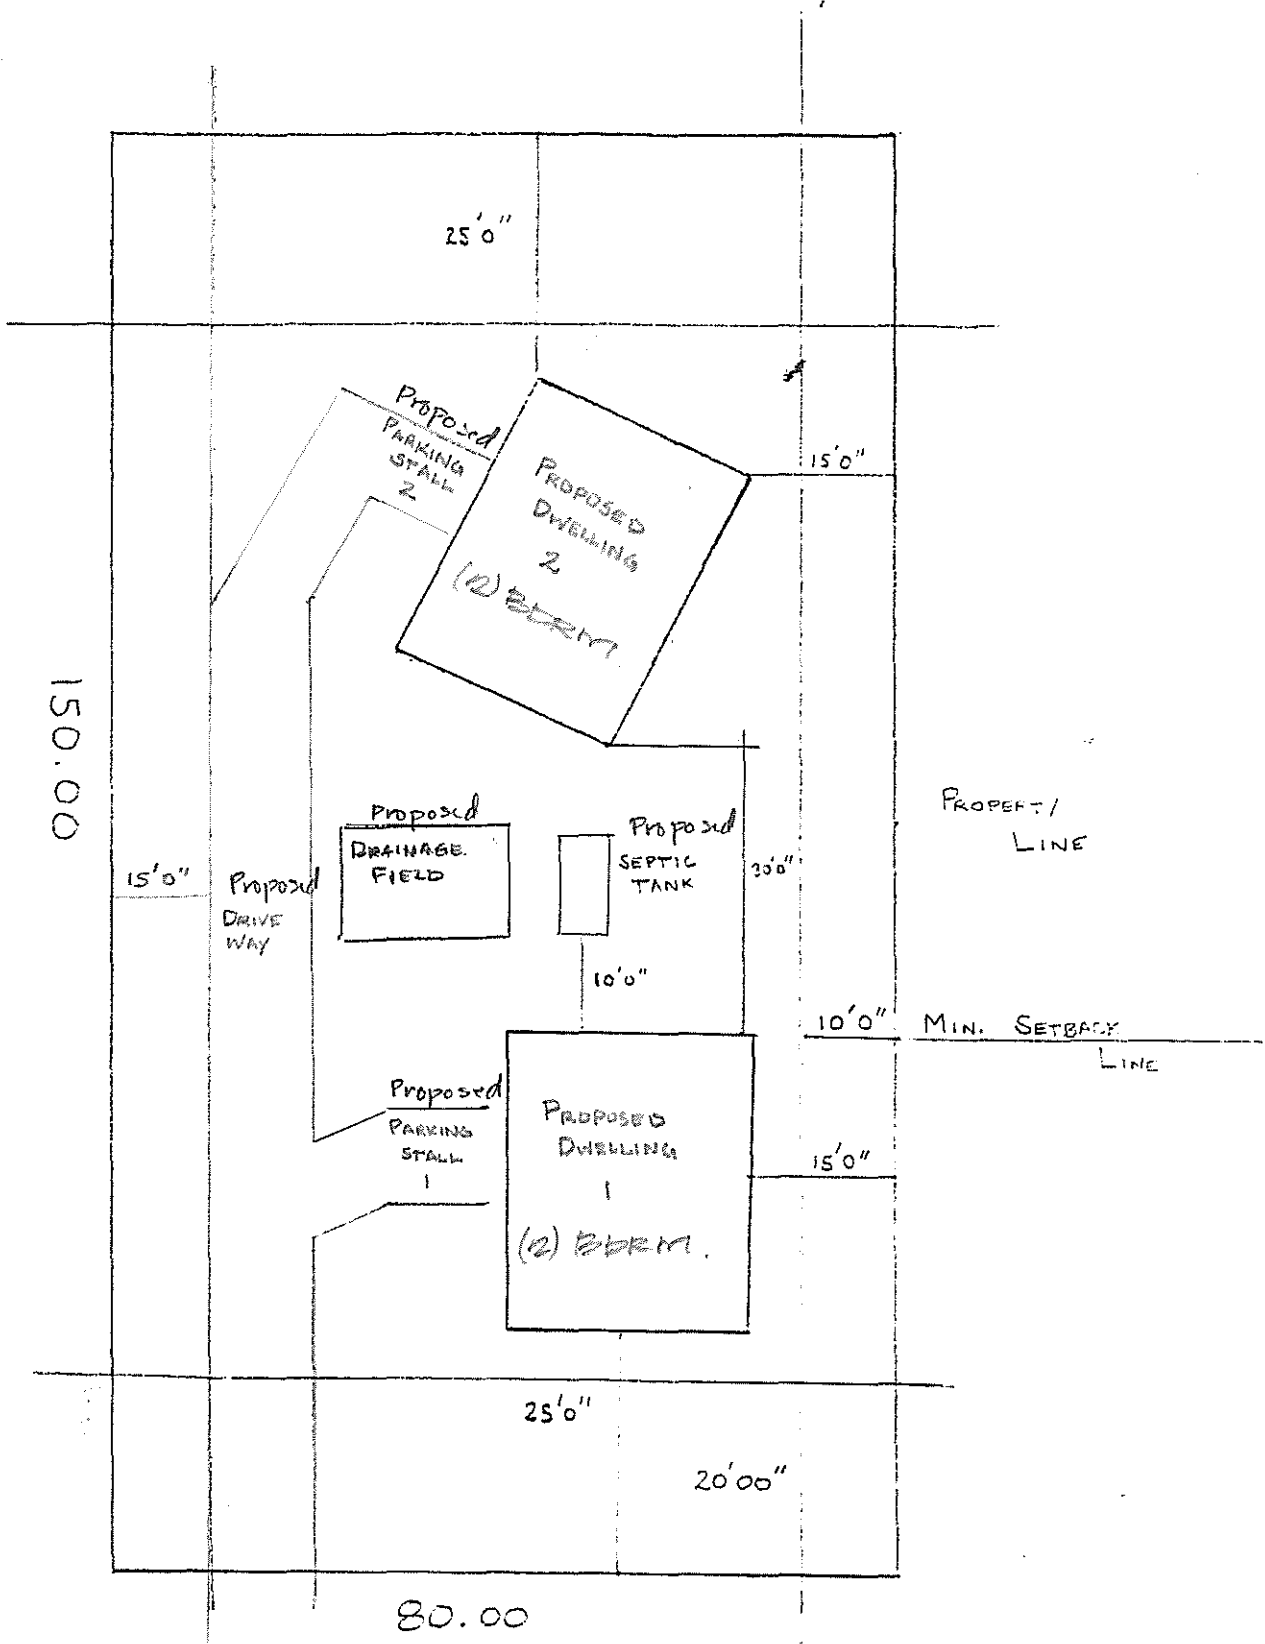 25'0"
Proposed
PARKING
STALL
2
15'0"
PROPOSED
DWELLING
2
(2) BDRM.
150.00
Proposed
DRAINAGE
FIELD
Proposed
SEPTIC
TANK
30'0"
PROPERTY
LINE
15'0"
Proposed
DRIVE
WAY
10'0"
10'0"
MIN. SETBACK
LINE
Proposed
PARKING
STALL
1
PROPOSED
DWELLING
1
(2) BDRM.
15'0"
25'0"
20'00"
80.00